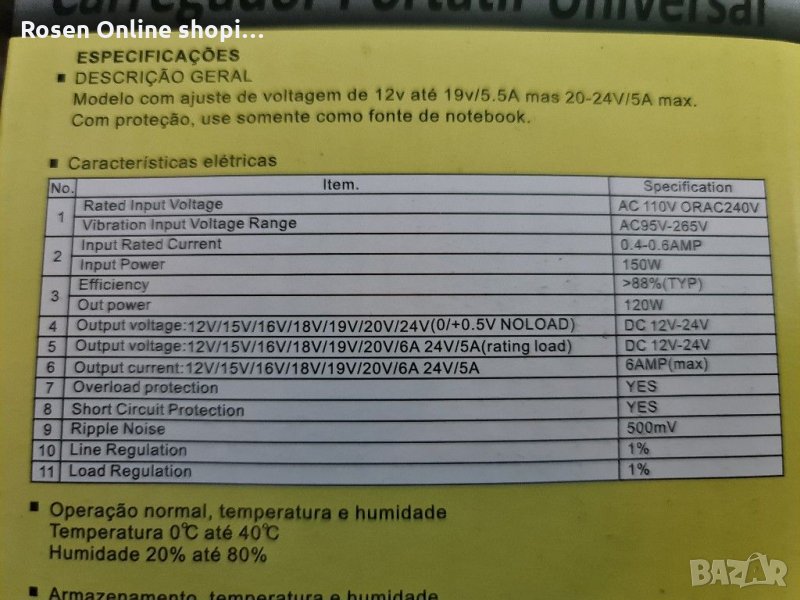 Carregador Portátil Universal
Rosen Online shopi...
ESPECIFICAÇÕES
■ DESCRIÇÃO GERAL
Modelo com ajuste de voltagem de 12v até 19v/5.5A mas 20-24V/5A max.
Com proteção, use somente como fonte de notebook.
■ Características elétricas
No. Item. Specification
1 Rated Input Voltage AC 110V ORAC240V
Vibration Input Voltage Range AC95V-265V
2 Input Rated Current 0.4-0.6AMP
Input Power 150W
3 Efficiency >88%(TYP)
Out power 120W
4 Output voltage:12V/15V/16V/18V/19V/20V/24V(0/+0.5V NOLOAD) DC 12V-24V
5 Output voltage:12V/15V/16V/18V/19V/20V/6A 24V/5A(rating load) DC 12V-24V
6 Output current:12V/15V/16V/18V/19V/20V/6A 24V/5A 6AMP(max)
7 Overload protection YES
8 Short Circuit Protection YES
9 Ripple Noise 500mV
10 Line Regulation 1%
11 Load Regulation 1%
■ Operação normal, temperatura e humidade
Temperatura 0℃ até 40℃
Humidade 20% até 80%
■ Armazenamento, temperatura e humidade
BAZAR